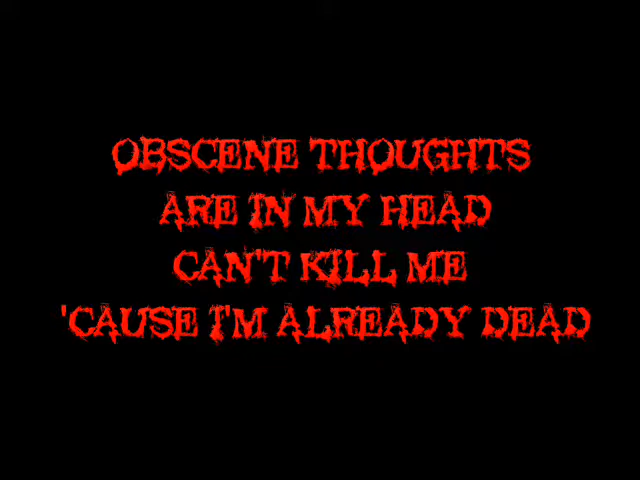 OBSCENE THOUGHTS
ARE IN MY HEAD
CAN'T KILL ME
'CAUSE I'M ALREADY DEAD